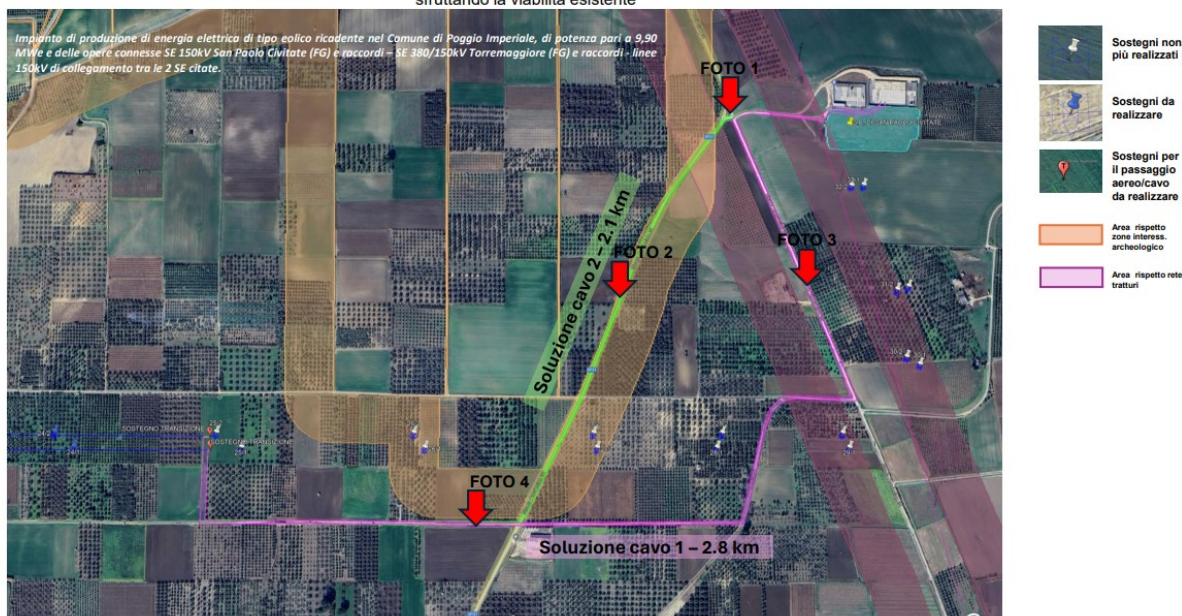 sfruttando la viabilità esistente
Impianto di produzione di energia elettrica di tipo eolico ricadente nel Comune di Poggio Imperiale, di potenza pari a 9,90
MWe e delle opere connesse SE 150kV San Paolo Civitate (FG) e raccordi – SE 380/150kV Torremaggiore (FG) e raccordi - linee
150kV di collegamento tra le 2 SE citate.
FOTO 1
FOTO 2
FOTO 3
Soluzione cavo 2 – 2.1 km
SOSTEGNO TRANSIZIONE
SOSTEGNO TRANSIZIONE
FOTO 4
Soluzione cavo 1 – 2.8 km
Sostegni non
più realizzati
Sostegni da
realizzare
Sostegni per
il passaggio
aereo/cavo
da realizzare
Area rispetto
zone interess.
archeologico
Area rispetto rete
tratturi